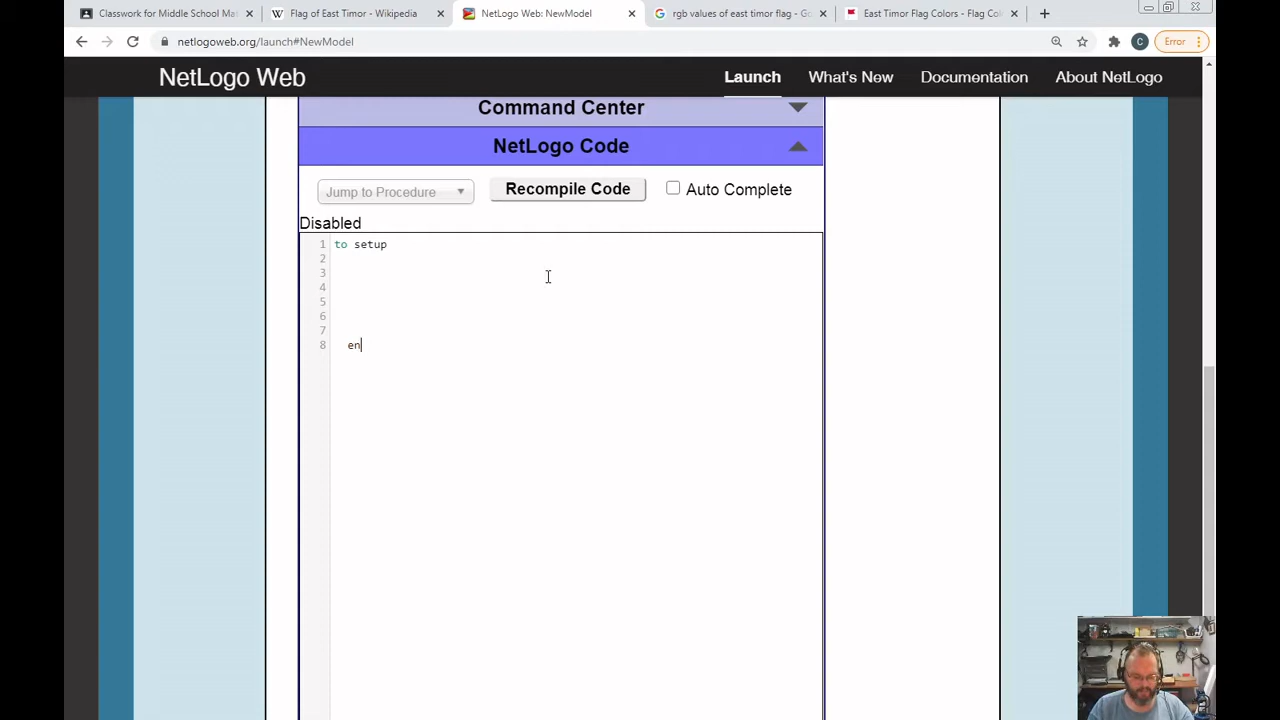 Classwork for Middle School Ma
Flag of East Timor - Wikipedia
NetLogo Web: NewModel
rgb values of east timor flag - Go
East Timor Flag Colors - Flag Col
netlogoweb.org/launch#NewModel
C
Error
NetLogo Web
Launch
What's New
Documentation
About NetLogo
Command Center
NetLogo Code
Jump to Procedure
Recompile Code
Auto Complete
Disabled
1 to setup
2
3
4
5
6
7
8 en